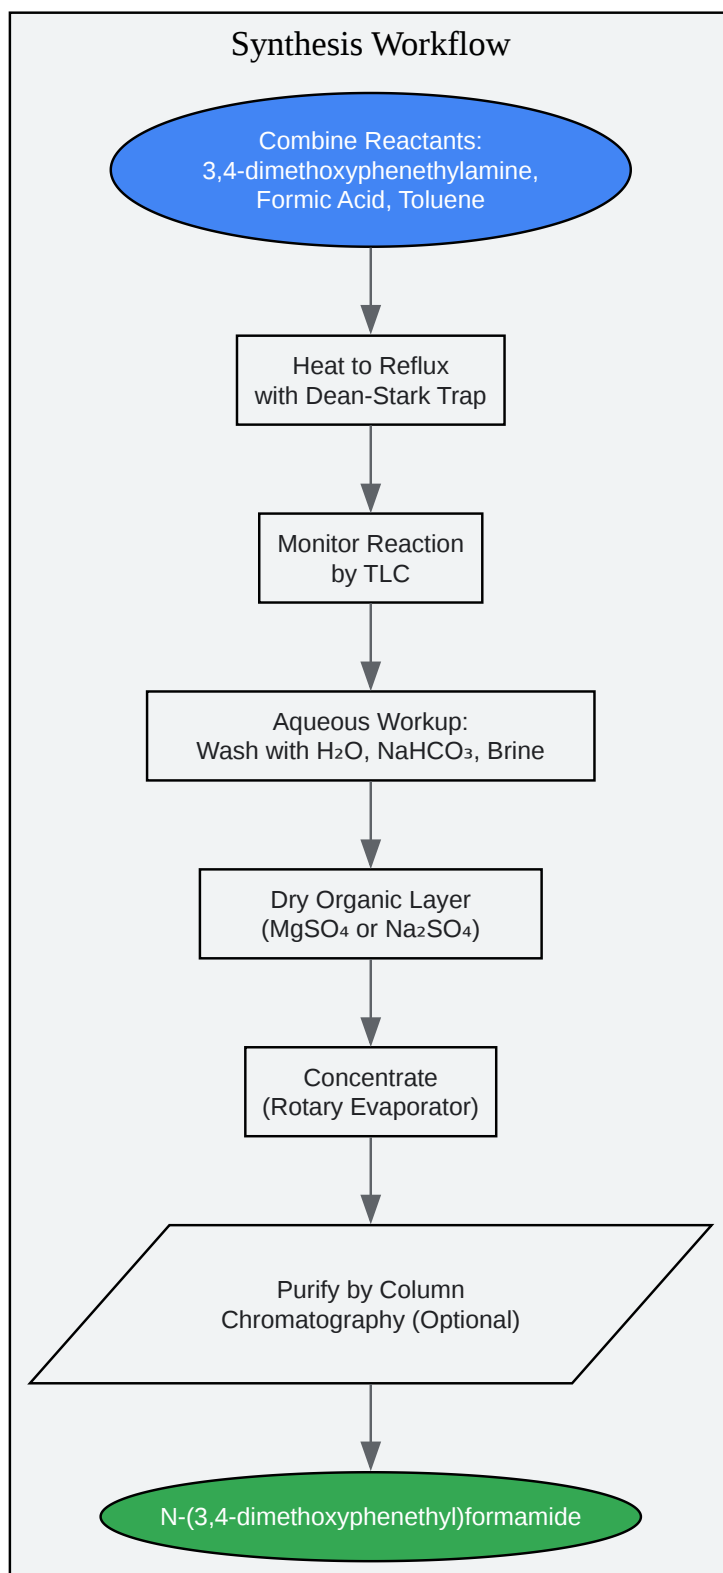 Synthesis Workflow
Combine Reactants:
3,4-dimethoxyphenethylamine,
Formic Acid, Toluene
Heat to Reflux
with Dean-Stark Trap
Monitor Reaction
by TLC
Aqueous Workup:
Wash with H₂O, NaHCO₃, Brine
Dry Organic Layer
(MgSO₄ or Na₂SO₄)
Concentrate
(Rotary Evaporator)
Purify by Column
Chromatography (Optional)
N-(3,4-dimethoxyphenethyl)formamide